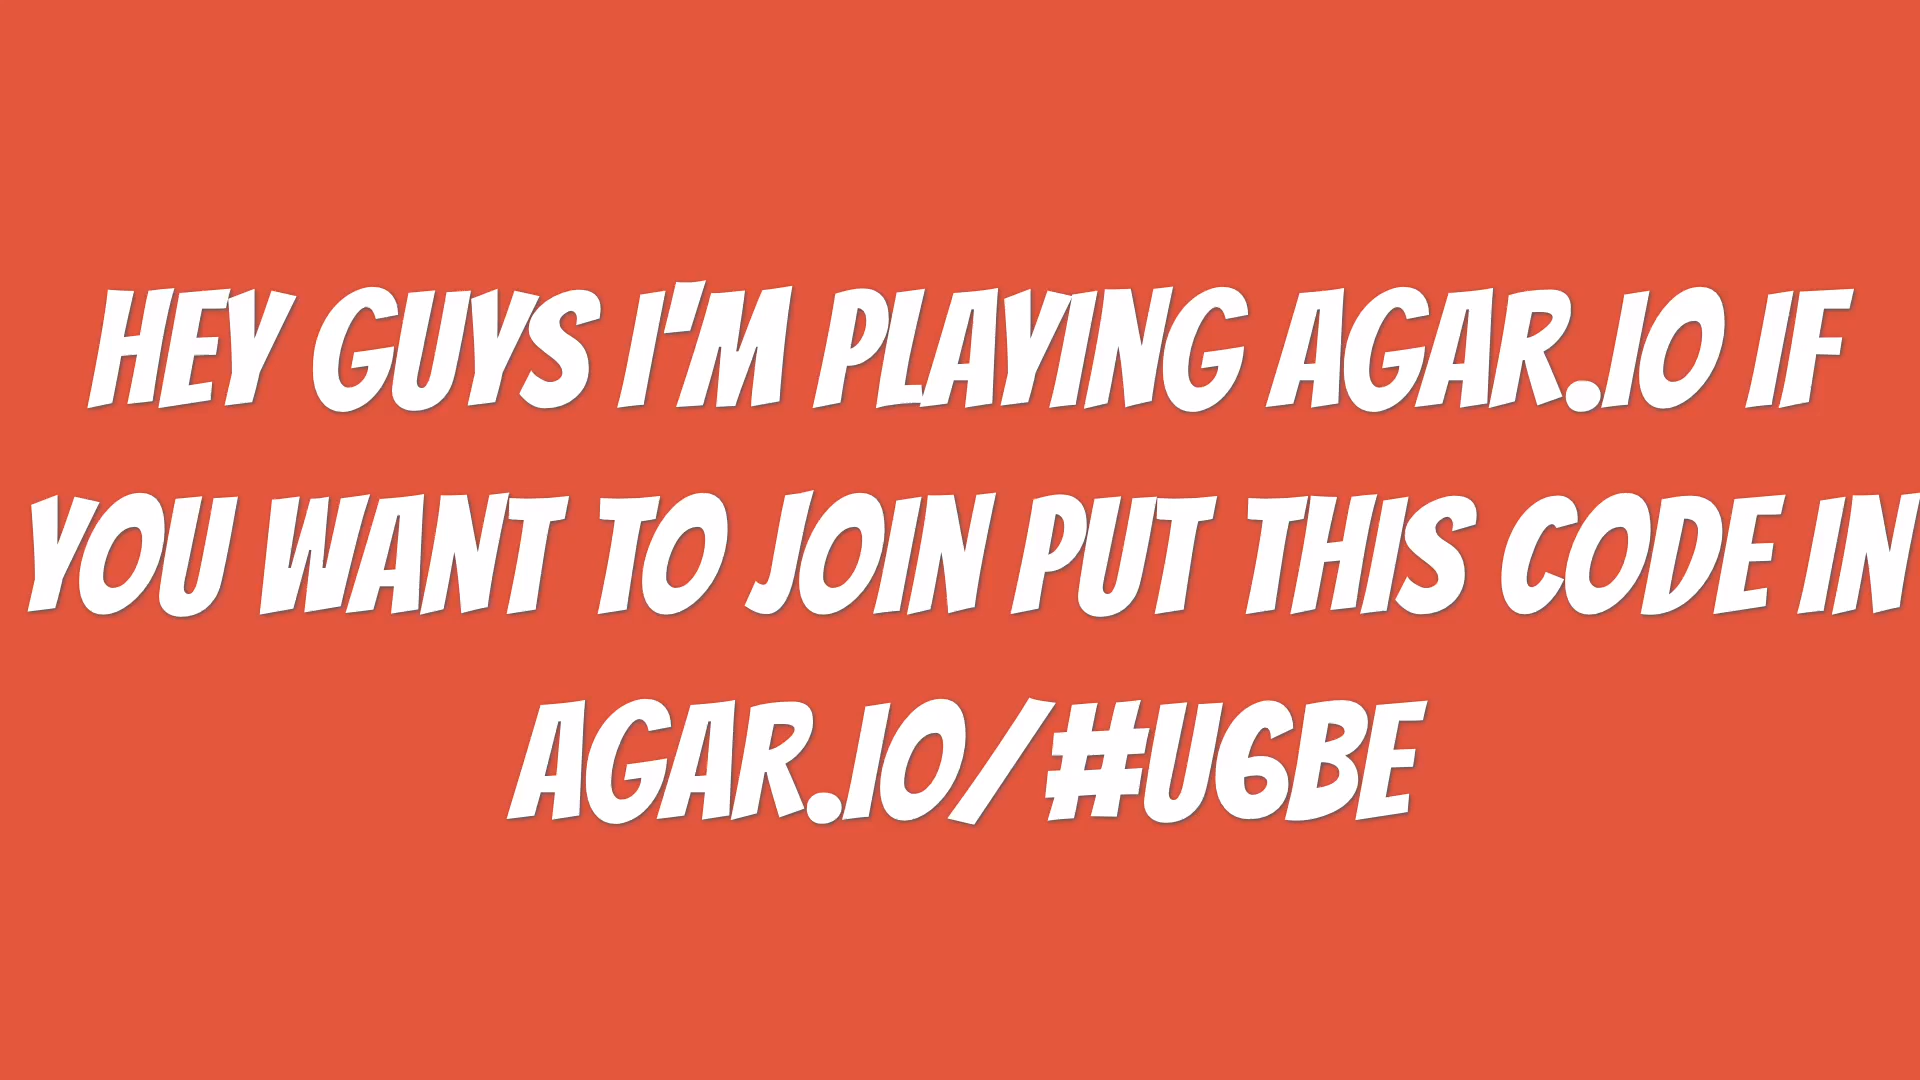 HEY GUYS I'M PLAYING AGAR.IO IF
YOU WANT TO JOIN PUT THIS CODE IN
AGAR.IO/#U6BE